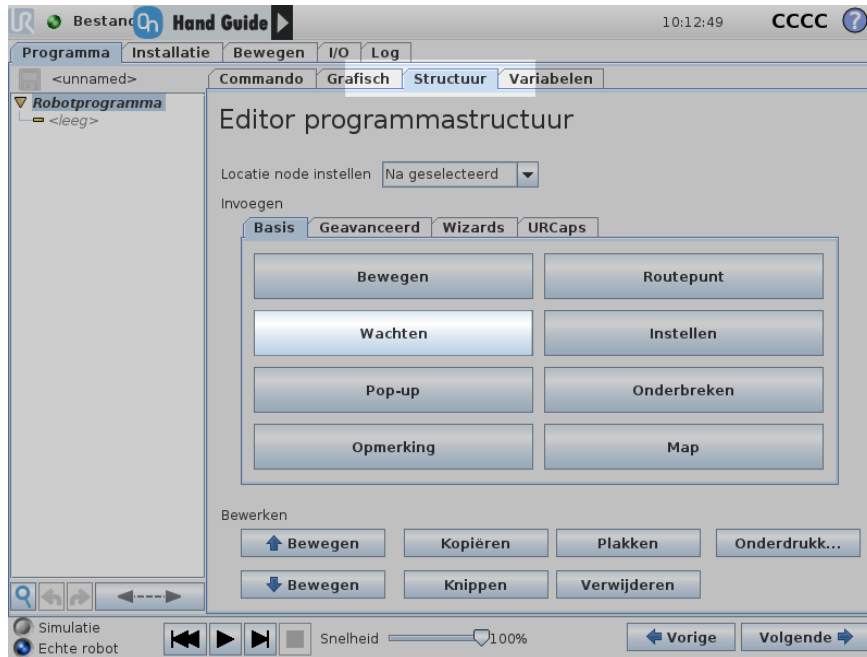 UR Bestand On Hand Guide 10:12:49 CCCC ?
Programma Installatie Bewegen I/O Log
<unnamed> Commando Grafisch Structuur Variabelen
Robotprogramma
<leeg>
Editor programmastructuur
Locatie node instellen Na geselecteerd
Invoegen
Basis Geavanceerd Wizards URCaps
Bewegen Routepunt
Wachten Instellen
Pop-up Onderbreken
Opmerking Map
Bewerken
Bewegen Kopiëren Plakken Onderdrukk...
Bewegen Knippen Verwijderen
Simulatie
Echte robot
Snelheid 100% Vorige Volgende